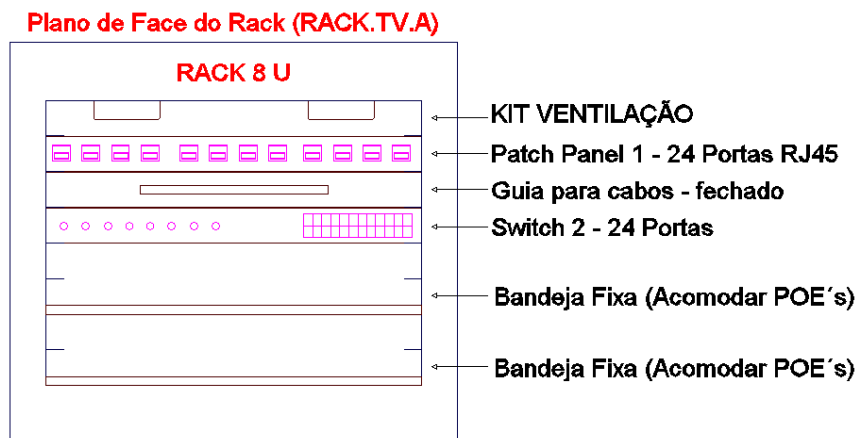 Plano de Face do Rack (RACK.TV.A)
RACK 8 U
KIT VENTILAÇÃO
Patch Panel 1 - 24 Portas RJ45
Guia para cabos - fechado
Switch 2 - 24 Portas
Bandeja Fixa (Acomodar POE´s)
Bandeja Fixa (Acomodar POE´s)